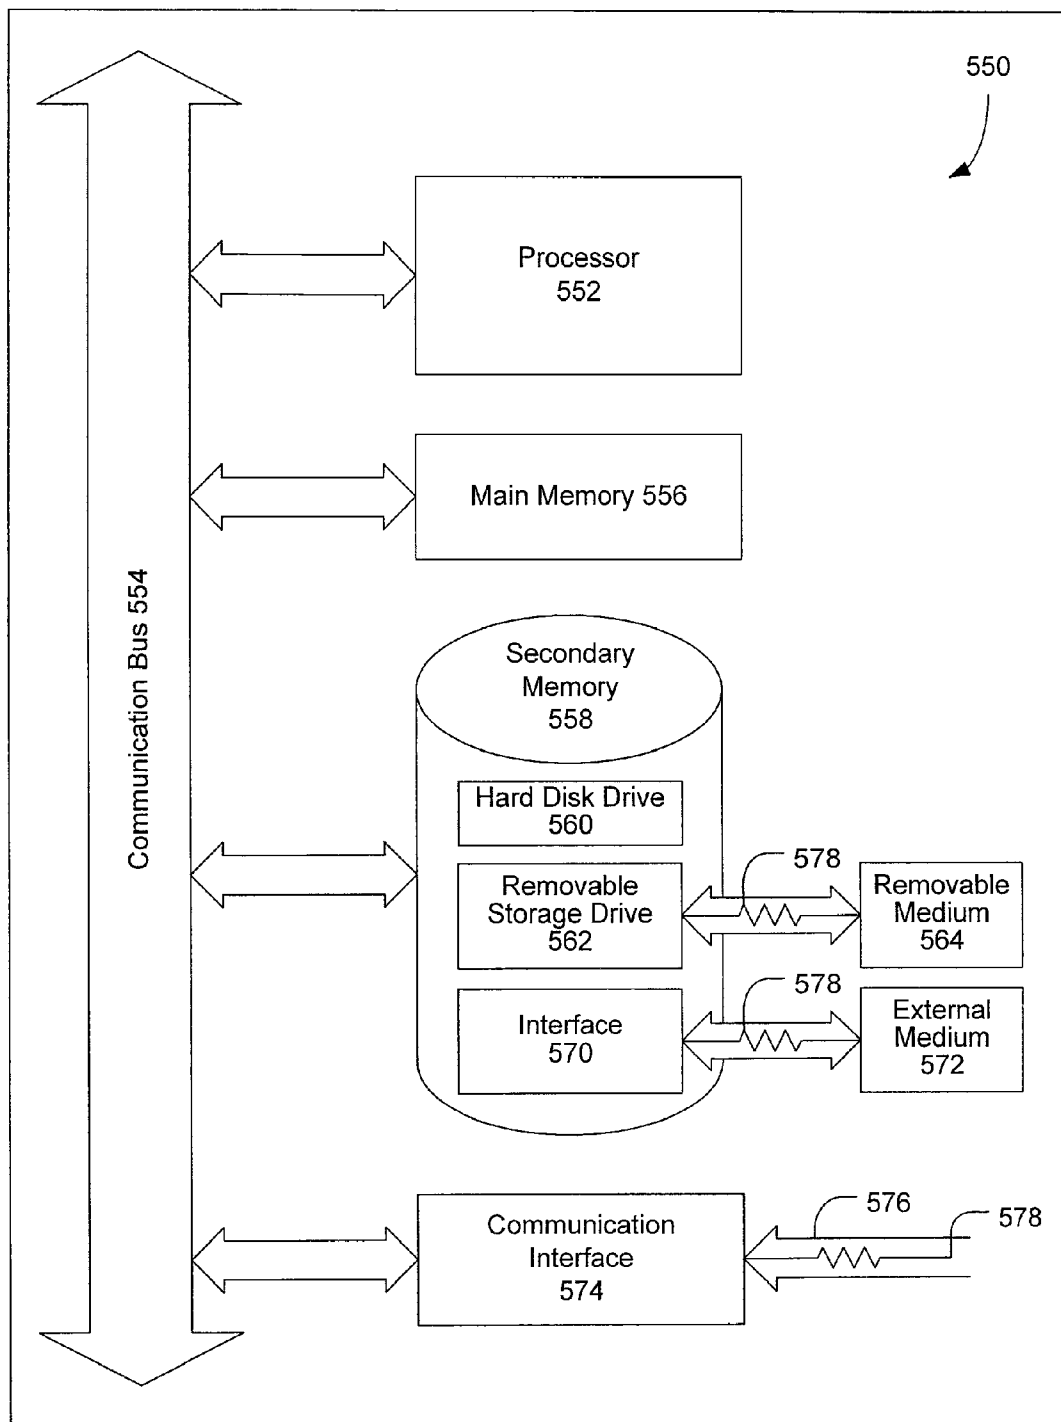 550
Processor
552
Main Memory 556
Communication Bus 554
Secondary
Memory
558
Hard Disk Drive
560
578
Removable
Storage Drive
562
Removable
Medium
564
578
Interface
570
External
Medium
572
576
578
Communication
Interface
574